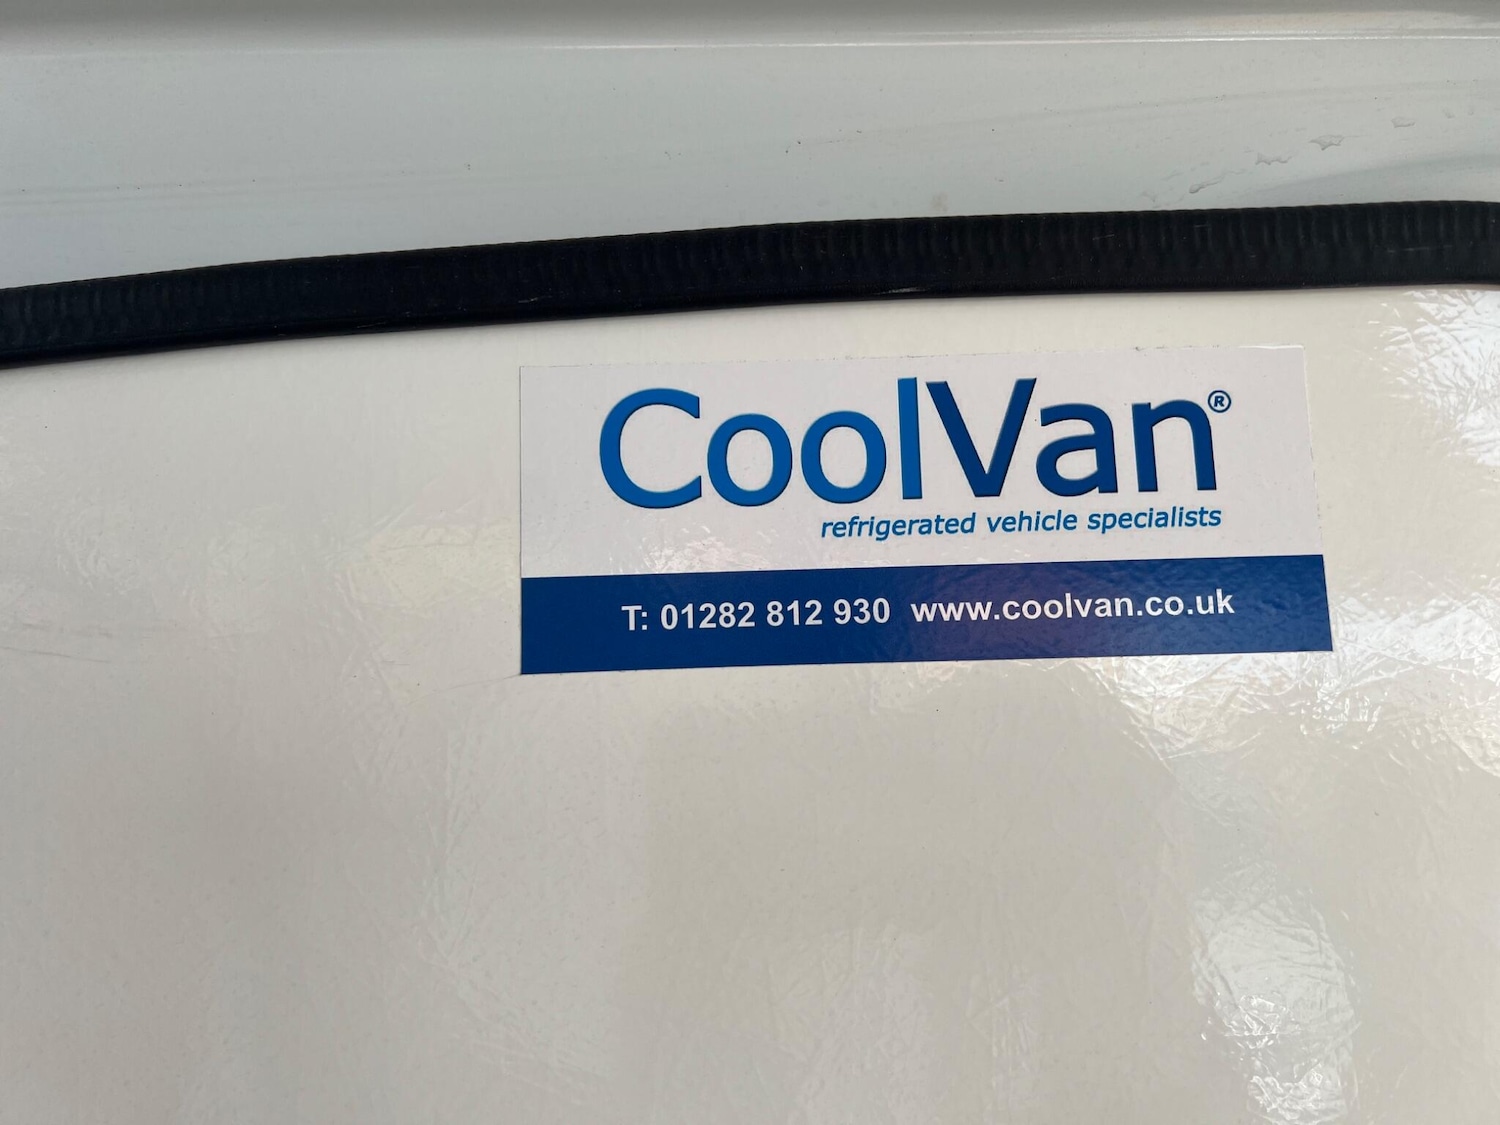 CoolVan®
refrigerated vehicle specialists
T: 01282 812 930 www.coolvan.co.uk